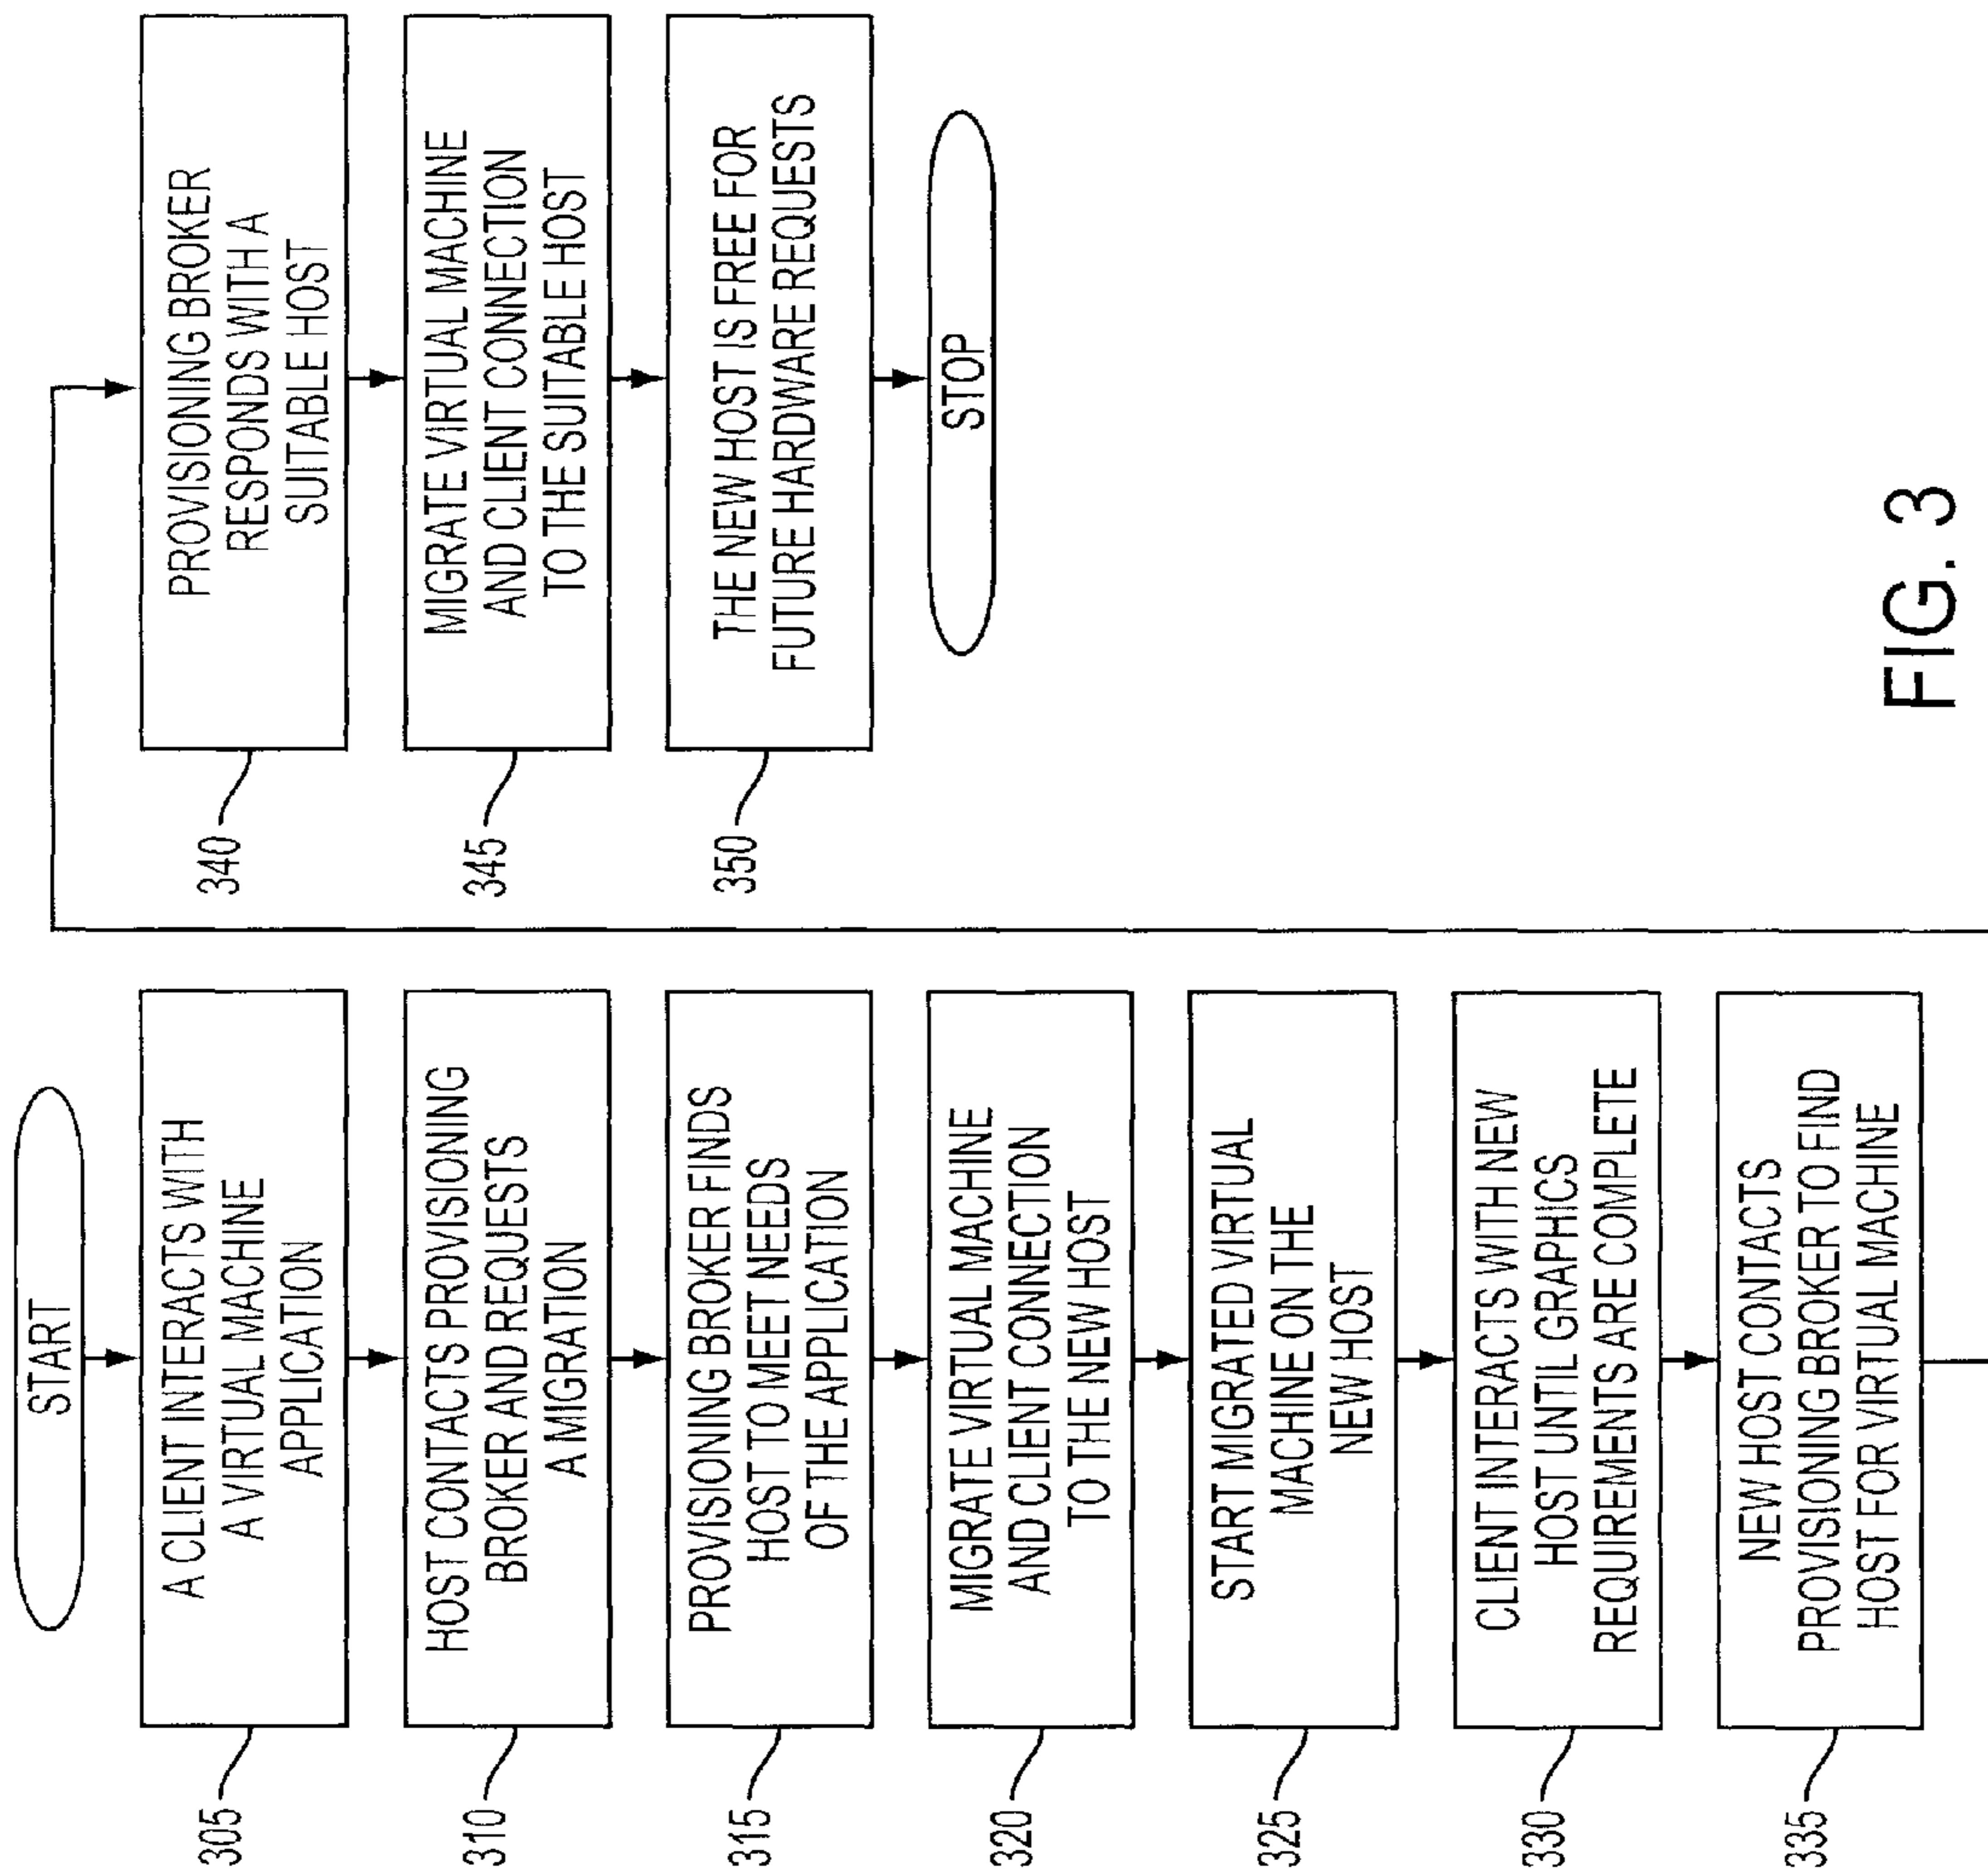 START
305
A CLIENT INTERACTS WITH
A VIRTUAL MACHINE
APPLICATION
310
HOST CONTACTS PROVISIONING
BROKER AND REQUESTS
A MIGRATION
315
PROVISIONING BROKER FINDS
HOST TO MEET NEEDS
OF THE APPLICATION
320
MIGRATE VIRTUAL MACHINE
AND CLIENT CONNECTION
TO THE NEW HOST
325
START MIGRATED VIRTUAL
MACHINE ON THE
NEW HOST
330
CLIENT INTERACTS WITH NEW
HOST UNTIL GRAPHICS
REQUIREMENTS ARE COMPLETE
335
NEW HOST CONTACTS
PROVISIONING BROKER TO FIND
HOST FOR VIRTUAL MACHINE
340
PROVISIONING BROKER
RESPONDS WITH A
SUITABLE HOST
345
MIGRATE VIRTUAL MACHINE
AND CLIENT CONNECTION
TO THE SUITABLE HOST
350
THE NEW HOST IS FREE FOR
FUTURE HARDWARE REQUESTS
STOP
FIG. 3